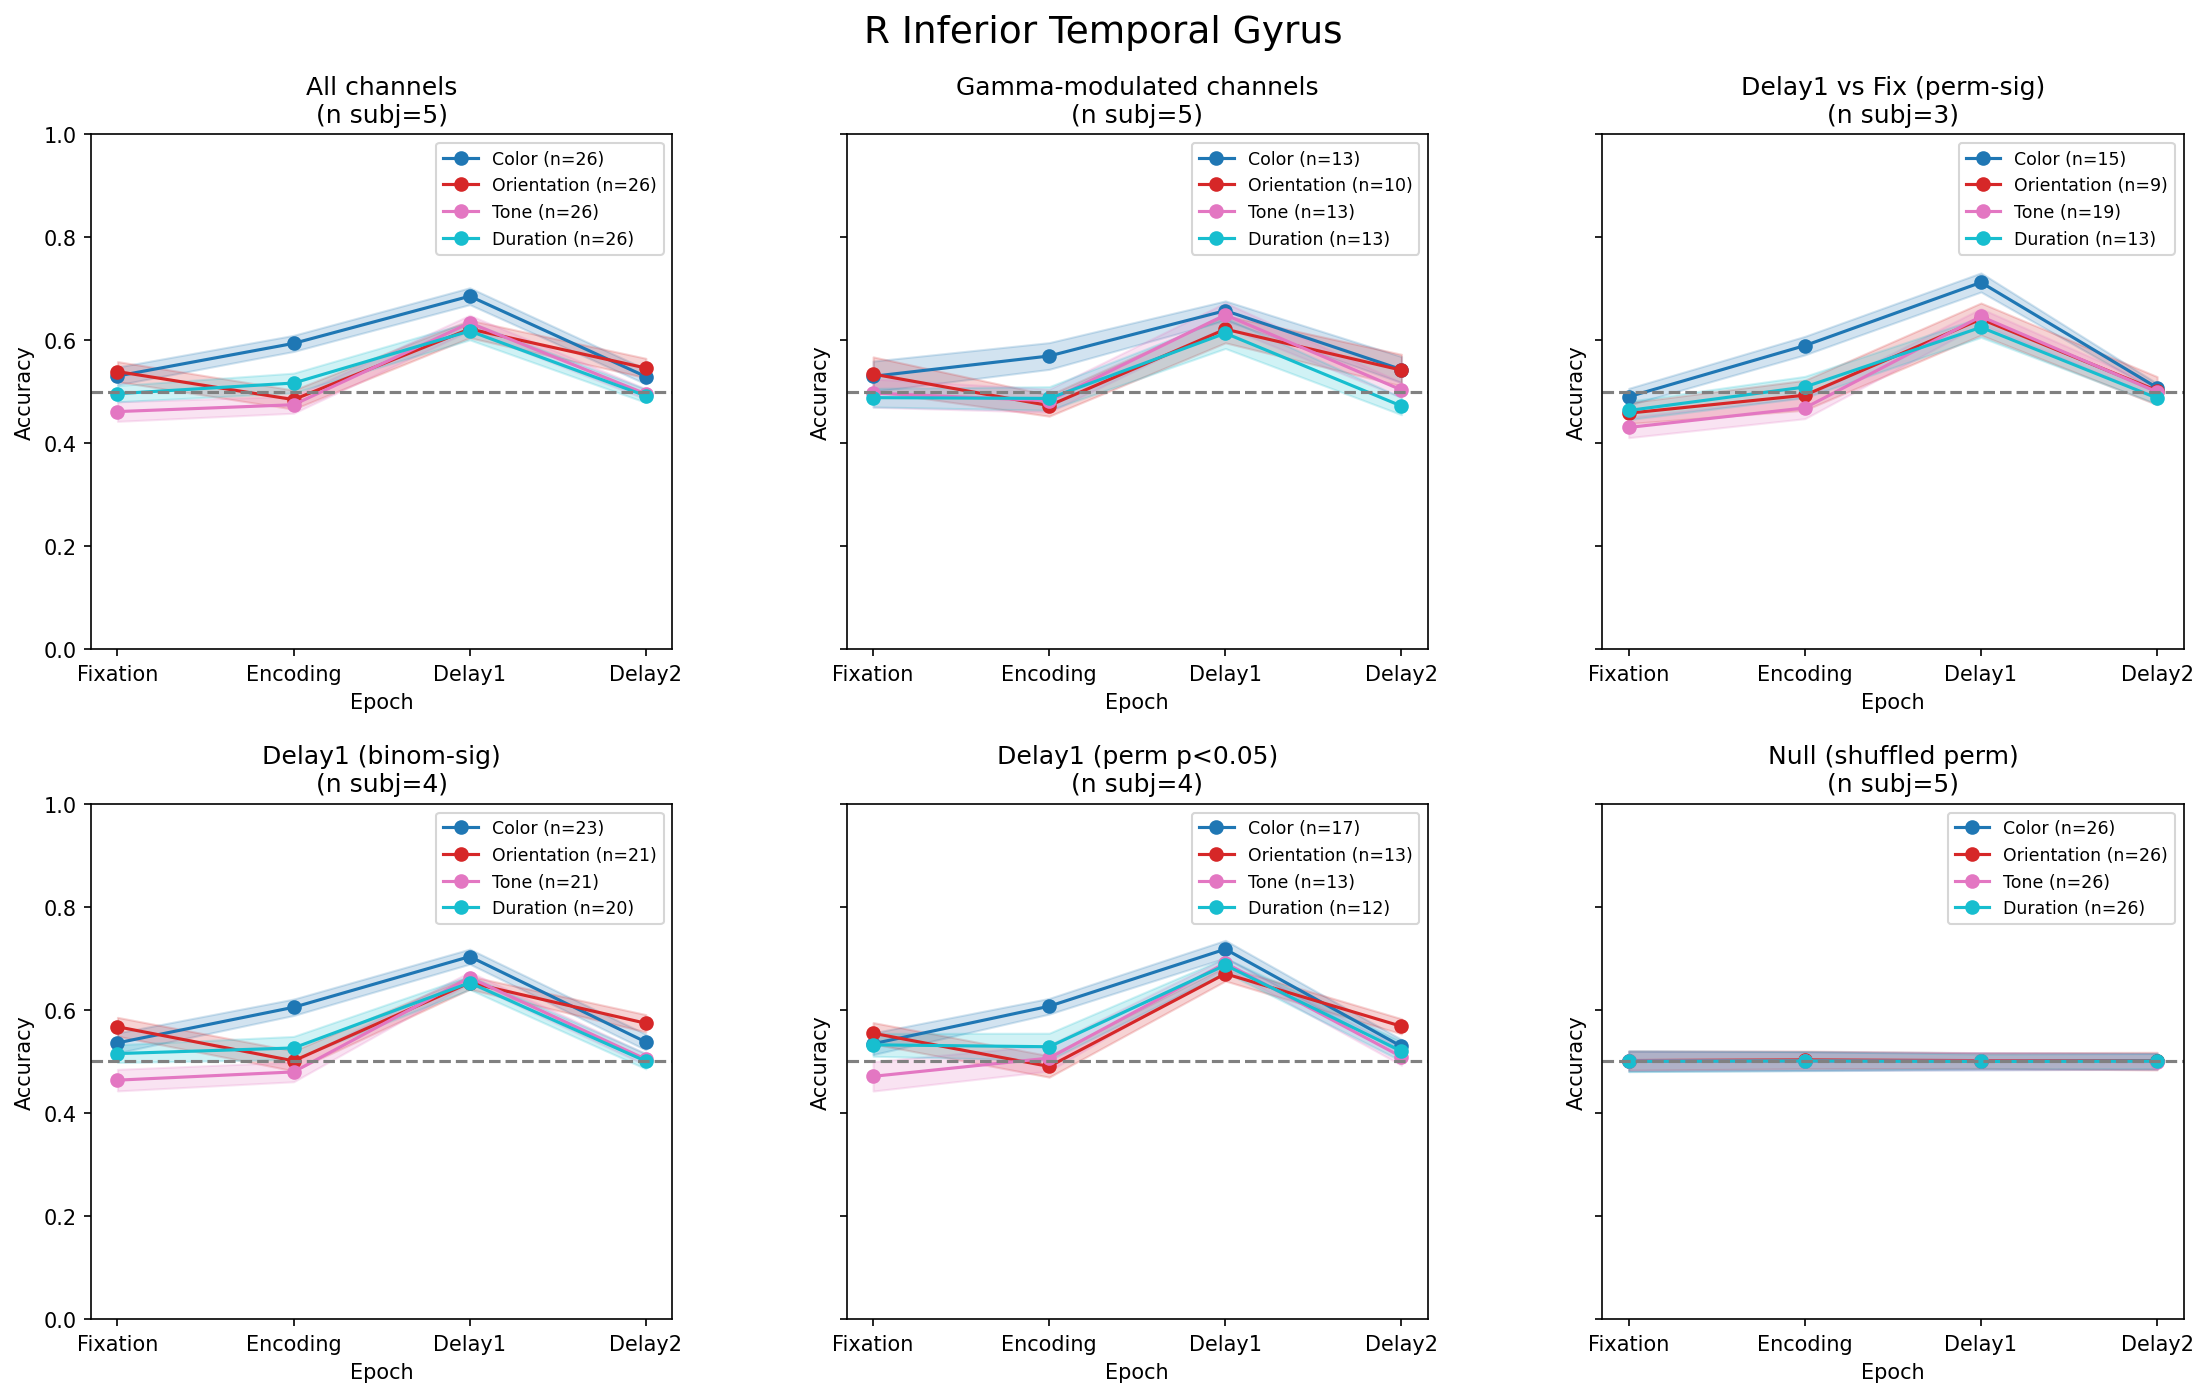 R Inferior Temporal Gyrus
All channels
(n subj=5)
1.0
0.8
0.6
0.4
0.2
0.0
Accuracy
Color (n=26)
Orientation (n=26)
Tone (n=26)
Duration (n=26)
Fixation Encoding Delay1 Delay2
Epoch
Gamma-modulated channels
(n subj=5)
Accuracy
Color (n=13)
Orientation (n=10)
Tone (n=13)
Duration (n=13)
Fixation Encoding Delay1 Delay2
Epoch
Delay1 vs Fix (perm-sig)
(n subj=3)
Accuracy
Color (n=15)
Orientation (n=9)
Tone (n=19)
Duration (n=13)
Fixation Encoding Delay1 Delay2
Epoch
Delay1 (binom-sig)
(n subj=4)
1.0
0.8
0.6
0.4
0.2
0.0
Accuracy
Color (n=23)
Orientation (n=21)
Tone (n=21)
Duration (n=20)
Fixation Encoding Delay1 Delay2
Epoch
Delay1 (perm p<0.05)
(n subj=4)
Accuracy
Color (n=17)
Orientation (n=13)
Tone (n=13)
Duration (n=12)
Fixation Encoding Delay1 Delay2
Epoch
Null (shuffled perm)
(n subj=5)
Accuracy
Color (n=26)
Orientation (n=26)
Tone (n=26)
Duration (n=26)
Fixation Encoding Delay1 Delay2
Epoch